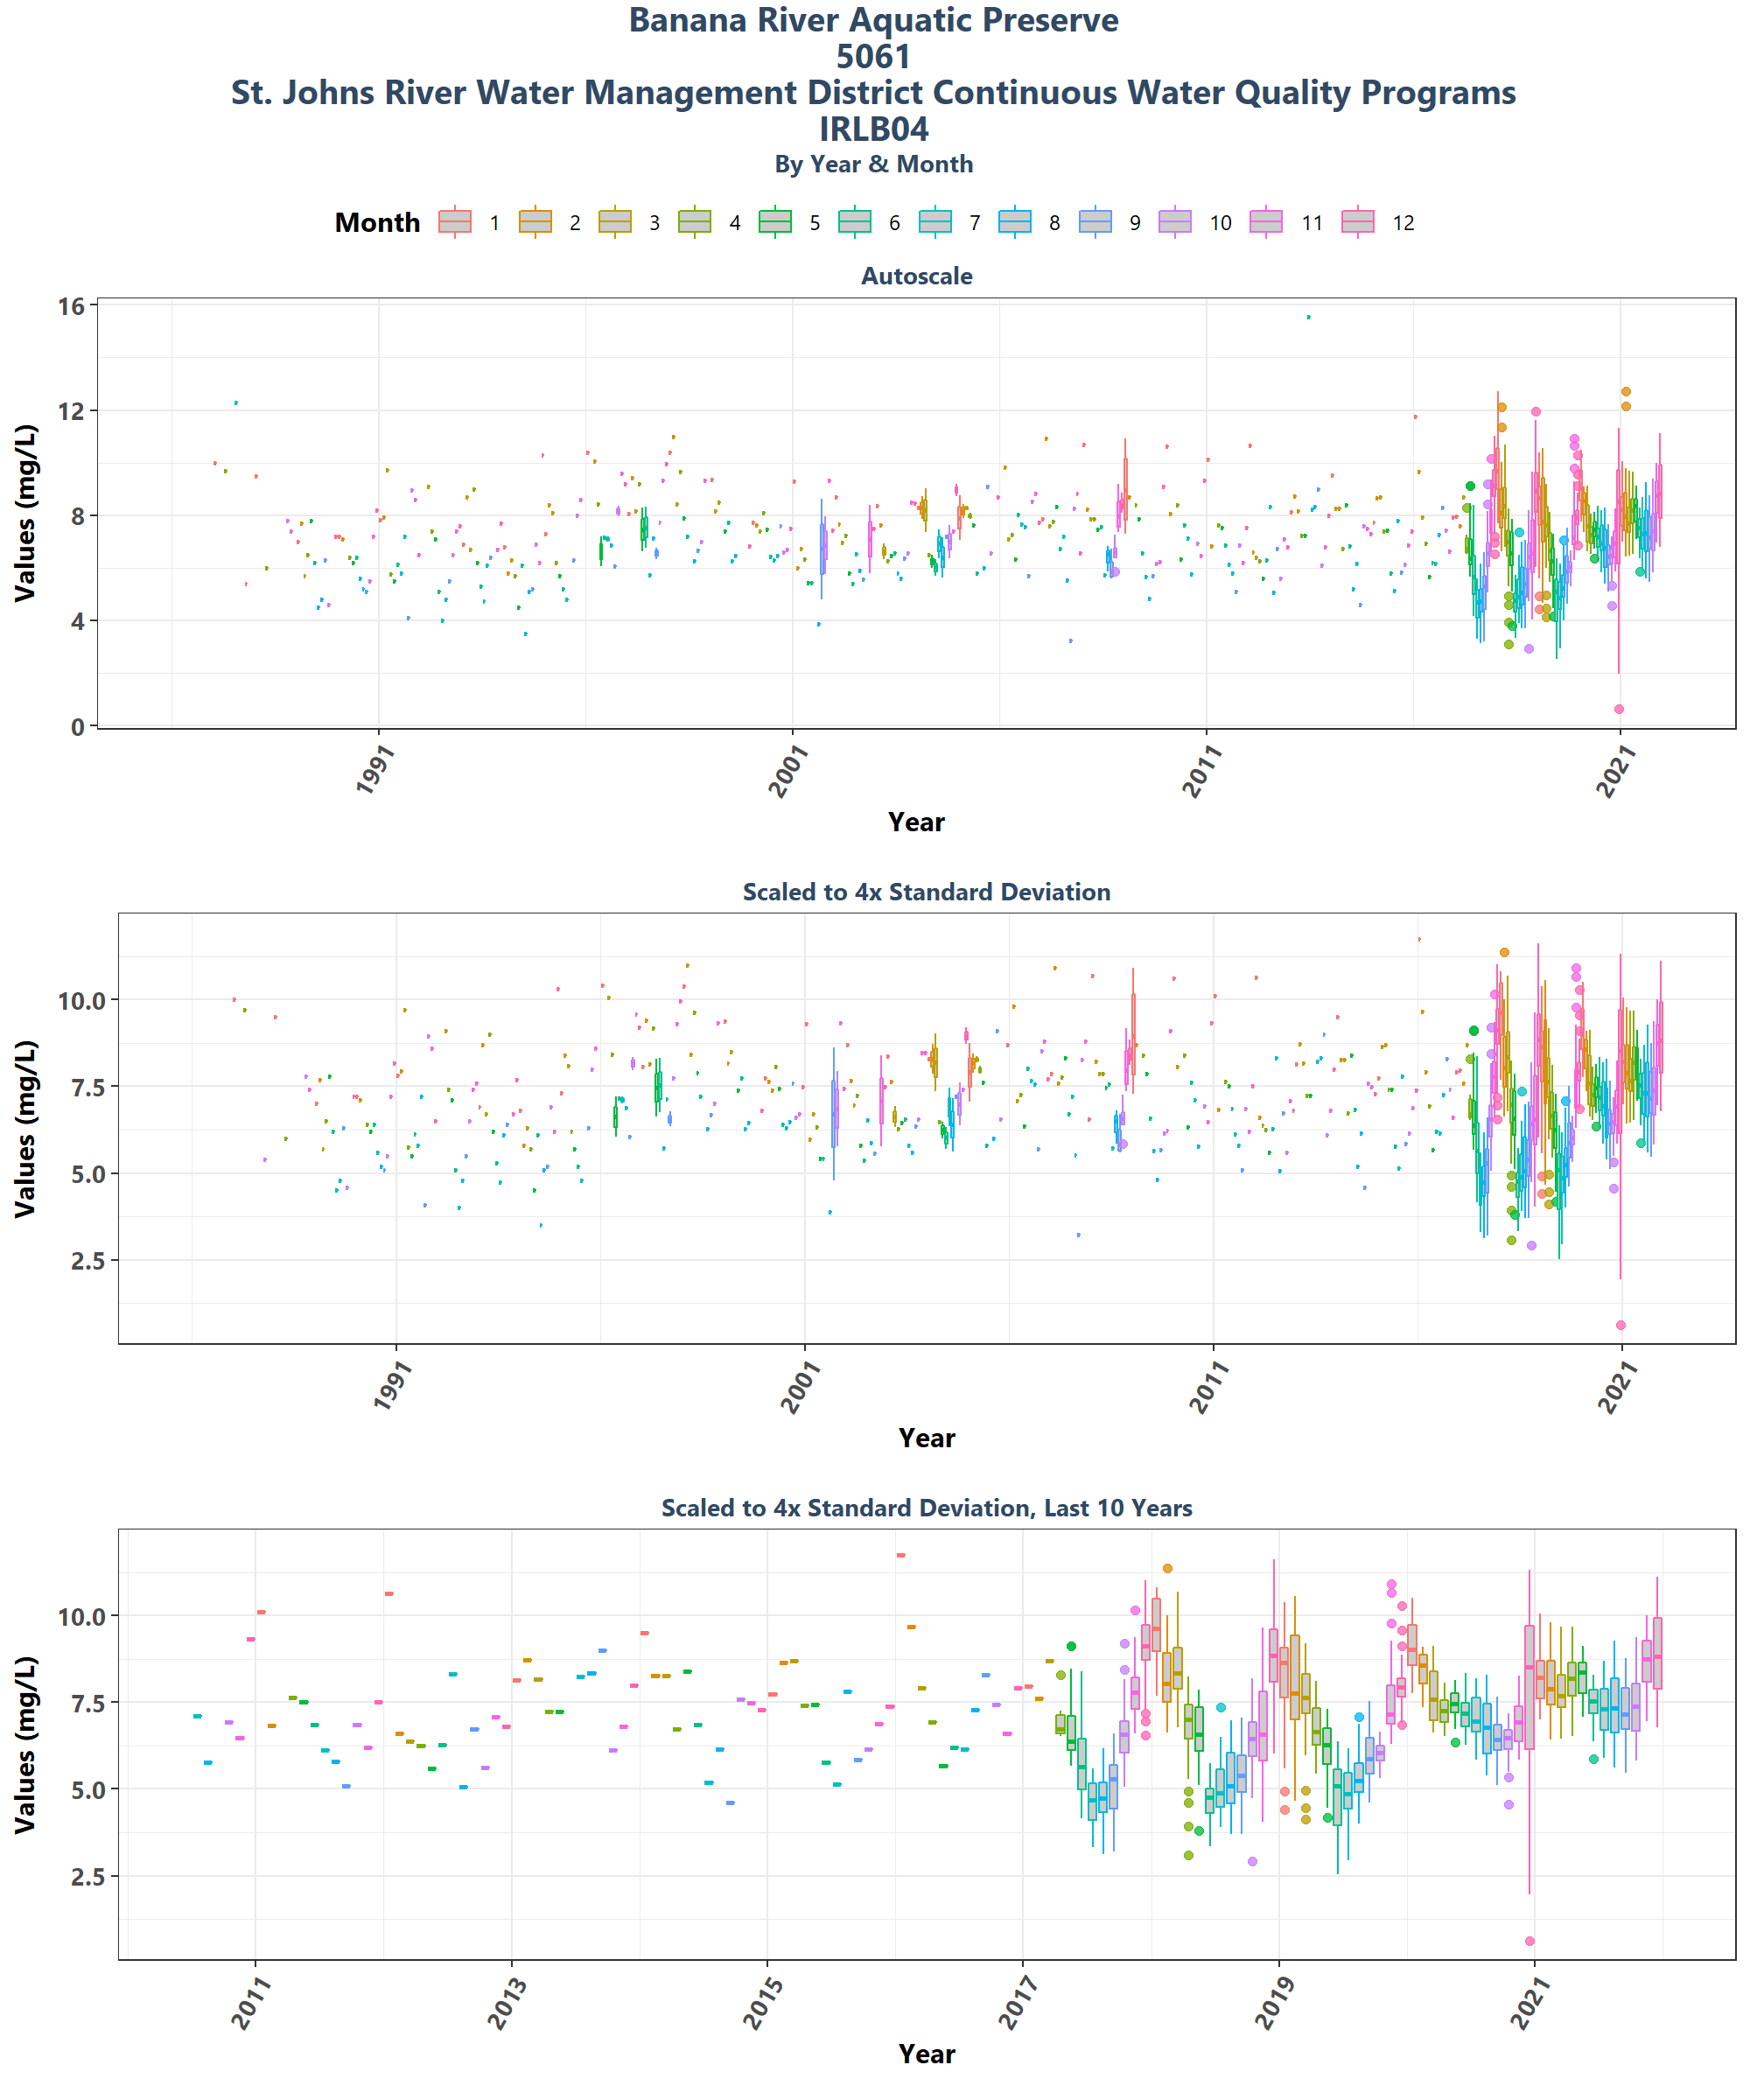 Banana River Aquatic Preserve
5061
St. Johns River Water Management District Continuous Water Quality Programs
IRLB04
By Year & Month
Month 1 2 3 4 5 6 7 8 9 10 11 12
Autoscale
Values (mg/L)
16
12
8
4
0
1991 2001 2011 2021
Year
Scaled to 4x Standard Deviation
Values (mg/L)
10.0
7.5
5.0
2.5
1991 2001 2011 2021
Year
Scaled to 4x Standard Deviation, Last 10 Years
Values (mg/L)
10.0
7.5
5.0
2.5
2011 2013 2015 2017 2019 2021
Year